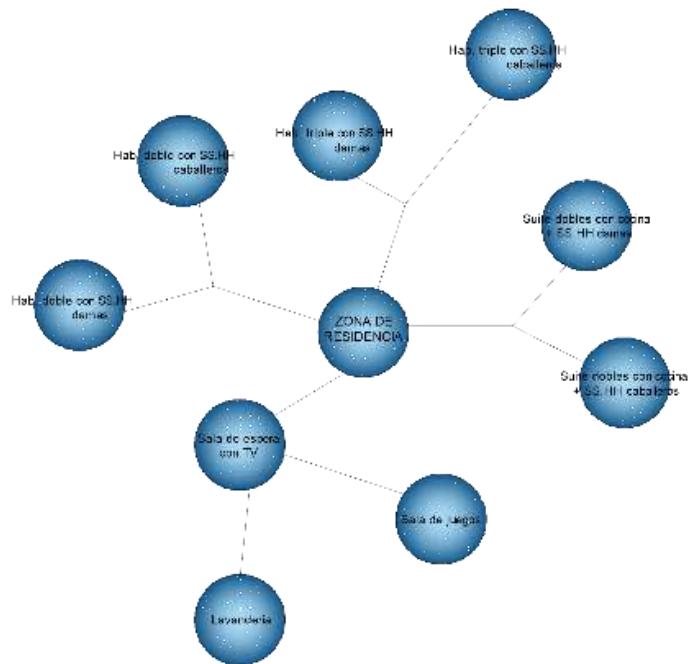 Hab. triple con SS.HH
caballeros
Hab. triple con SS.HH
damas
Hab. doble con SS.HH
caballeros
Suite dobles con cocina
+ SS.HH damas
Hab. doble con SS.HH
damas
ZONA DE
RESIDENCIA
Suite dobles con cocina
+ SS.HH caballeros
Sala de espera
con TV
Sala de juegos
Lavanderia